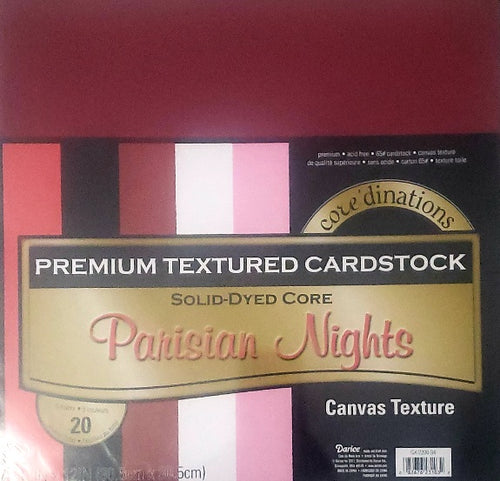 premium • acid free • 65# cardstock • canvas texture
de qualité supérieure • sans acide • carton 65# • texture toile
core'dinations
PREMIUM TEXTURED CARDSTOCK
SOLID-DYED CORE
Parisian Nights
Canvas Texture
20
Darice